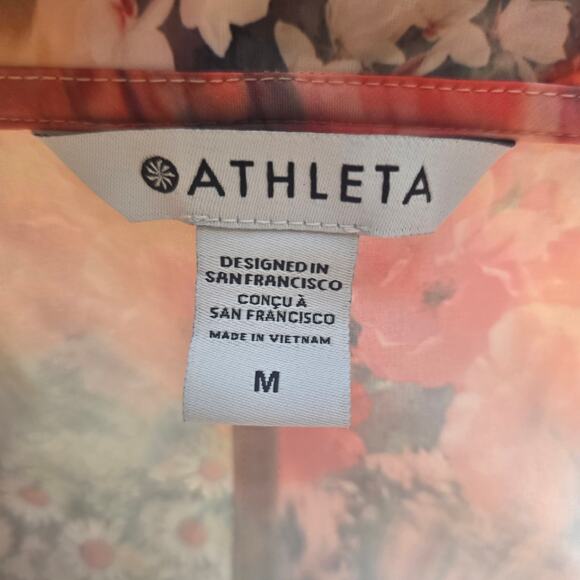 ATHLETA
DESIGNED IN
SAN FRANCISCO
CONÇU À
SAN FRANCISCO
MADE IN VIETNAM
M